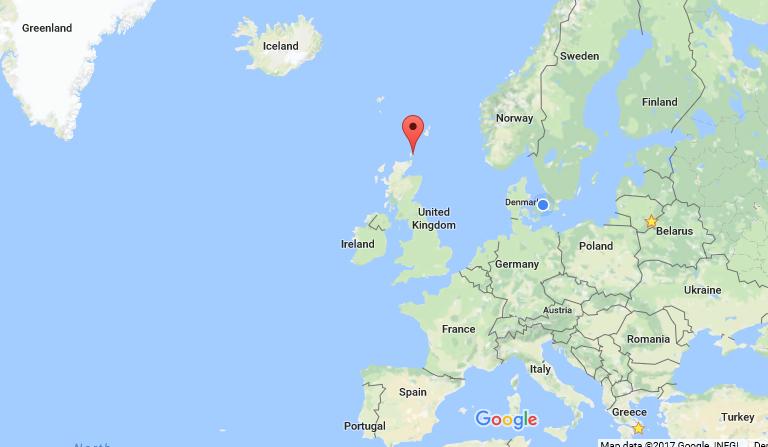 Greenland
Iceland
Sweden
Finland
Norway
Denmark
United
Kingdom
Belarus
Ireland
Poland
Germany
Ukraine
Austria
France
Romania
Italy
Spain
Greece
Portugal
Turkey
Google
North
Map data ©2017 Google, INEGI